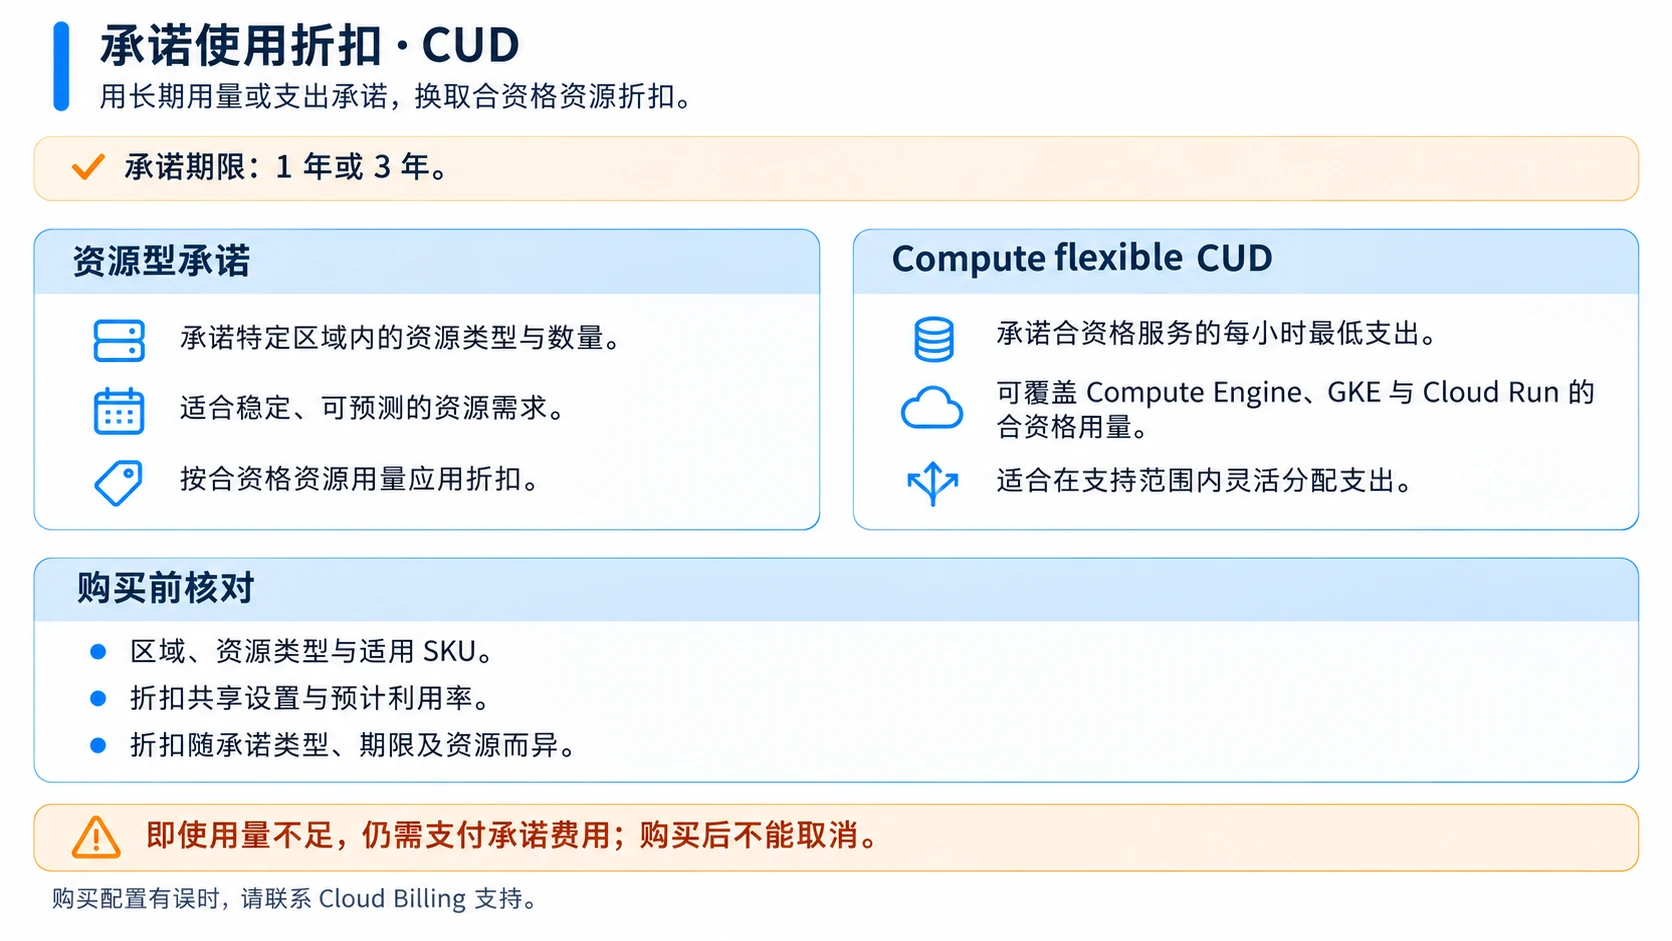 承诺使用折扣 · CUD
用长期用量或支出承诺，换取合资格资源折扣。
承诺期限：1 年或 3 年。
资源型承诺
承诺特定区域内的资源类型与数量。
适合稳定、可预测的资源需求。
按合资格资源用量应用折扣。
Compute flexible CUD
承诺合资格服务的每小时最低支出。
可覆盖 Compute Engine、GKE 与 Cloud Run 的
合资格用量。
适合在支持范围内灵活分配支出。
购买前核对
区域、资源类型与适用 SKU。
折扣共享设置与预计利用率。
折扣随承诺类型、期限及资源而异。
即使用量不足，仍需支付承诺费用；购买后不能取消。
购买配置有误时，请联系 Cloud Billing 支持。